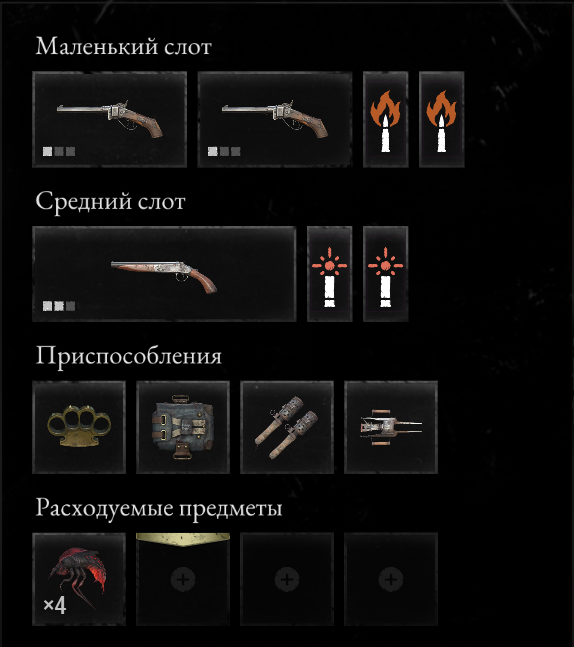 Маленький слот
Средний слот
Приспособления
Расходуемые предметы
×4